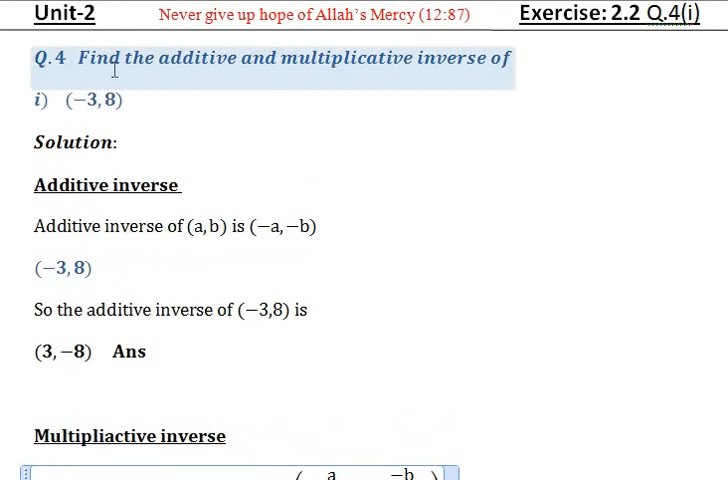 Unit-2 Never give up hope of Allah's Mercy (12:87) Exercise: 2.2 Q.4(i)
Q.4 Find the additive and multiplicative inverse of
i) (−3,8)
Solution:
Additive inverse
Additive inverse of (a,b) is (−a,−b)
(−3,8)
So the additive inverse of (−3,8) is
(3,−8) Ans
Multipliactive inverse
( a −b )